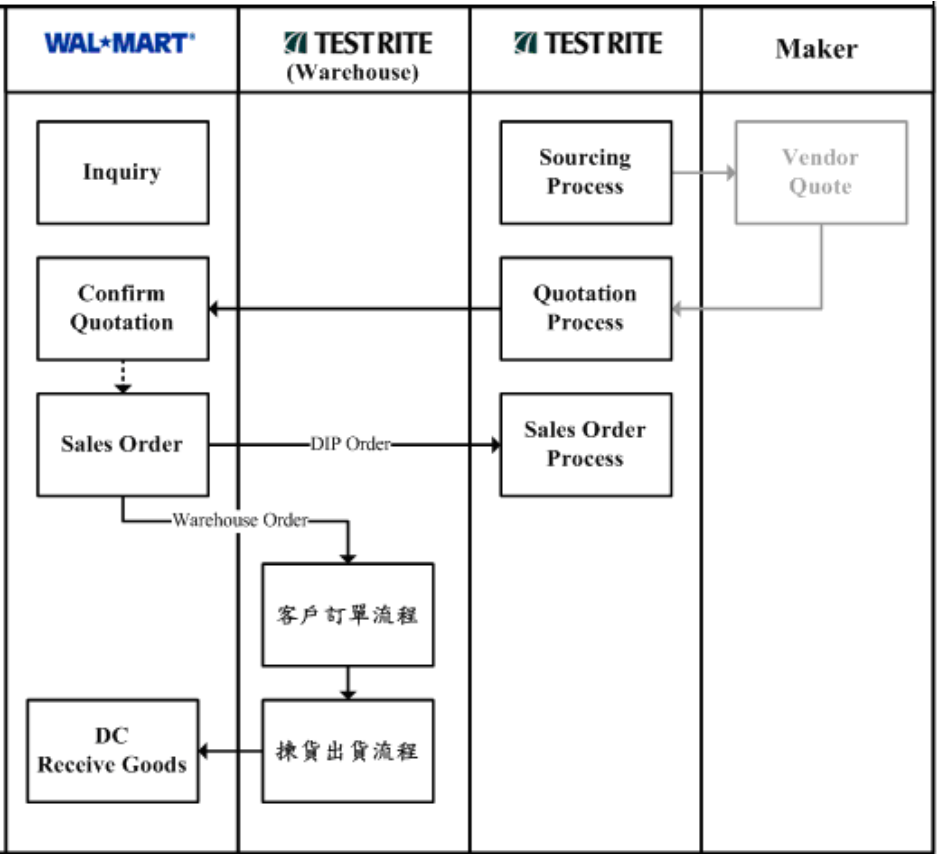 WAL★MART
TEST RITE
(Warehouse)
TEST RITE
Maker
Inquiry
Sourcing
Process
Vendor
Quote
Confirm
Quotation
Quotation
Process
Sales Order
DIP Order
Sales Order
Process
Warehouse Order
客戶訂單流程
DC
Receive Goods
揀貨出貨流程